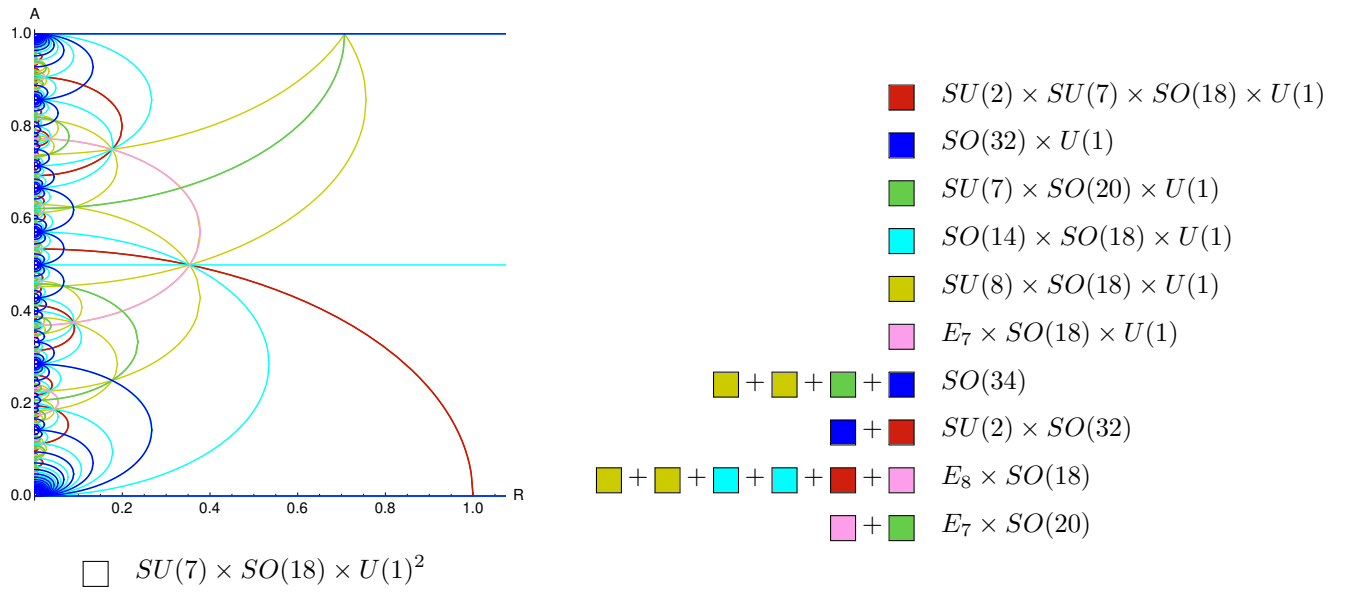 A
1.0
0.8
0.6
0.4
0.2
0.0
0.2
0.4
0.6
0.8
1.0
R
SU(7) × SO(18) × U(1)²
SU(2) × SU(7) × SO(18) × U(1)
SO(32) × U(1)
SU(7) × SO(20) × U(1)
SO(14) × SO(18) × U(1)
SU(8) × SO(18) × U(1)
E₇ × SO(18) × U(1)
+ + + SO(34)
+ SU(2) × SO(32)
+ + + + + E₈ × SO(18)
+ E₇ × SO(20)